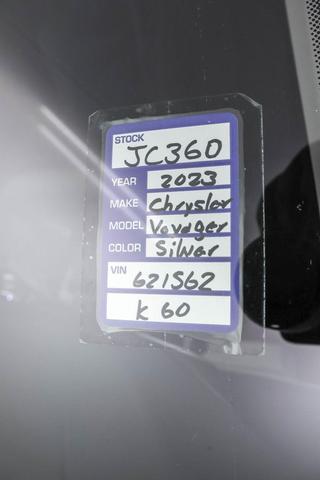 STOCK
JC360
YEAR 2023
MAKE Chrysler
MODEL Voyager
COLOR Silver
VIN
621562
K 60